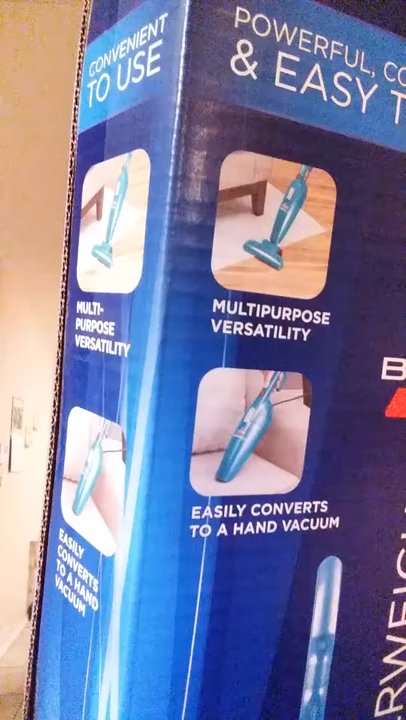 CONVENIENT
TO USE
MULTI-
PURPOSE
VERSATILITY
EASILY
CONVERTS
TO A HAND
VACUUM
POWERFUL,
& EASY
MULTIPURPOSE
VERSATILITY
EASILY CONVERTS
TO A HAND VACUUM